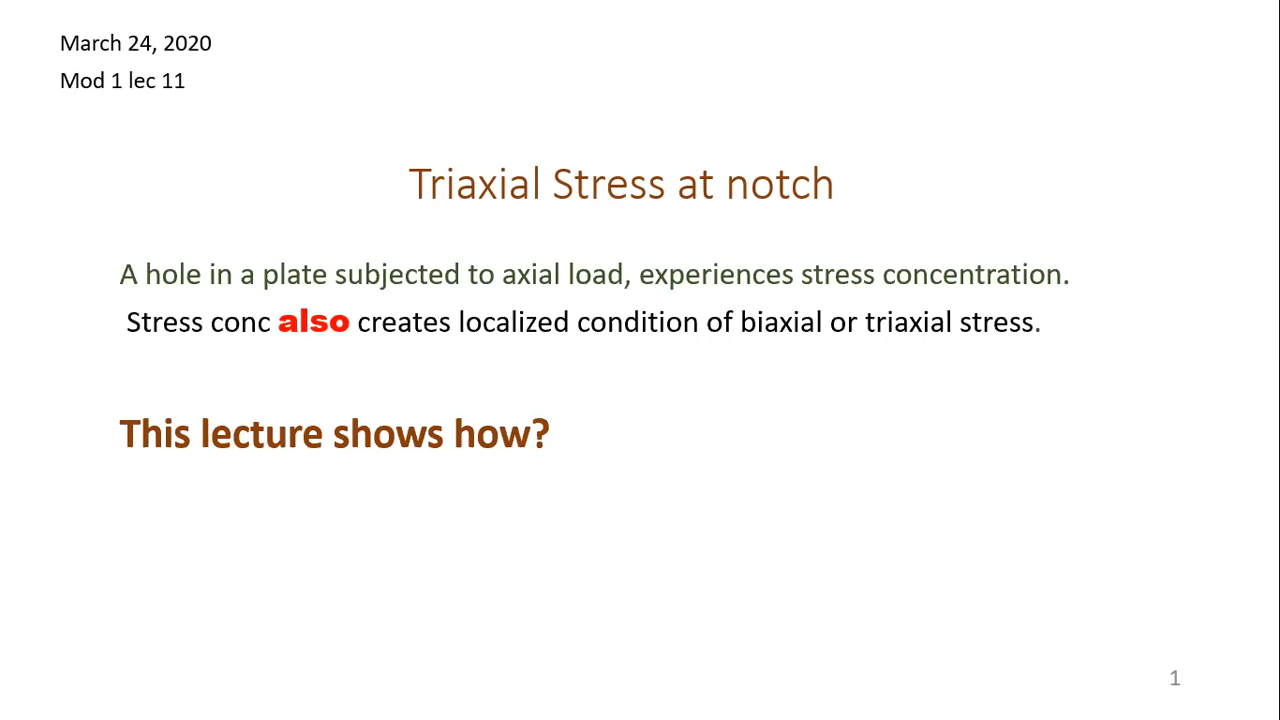 March 24, 2020
Mod 1 lec 11
Triaxial Stress at notch
A hole in a plate subjected to axial load, experiences stress concentration.
Stress conc also creates localized condition of biaxial or triaxial stress.
This lecture shows how?
1